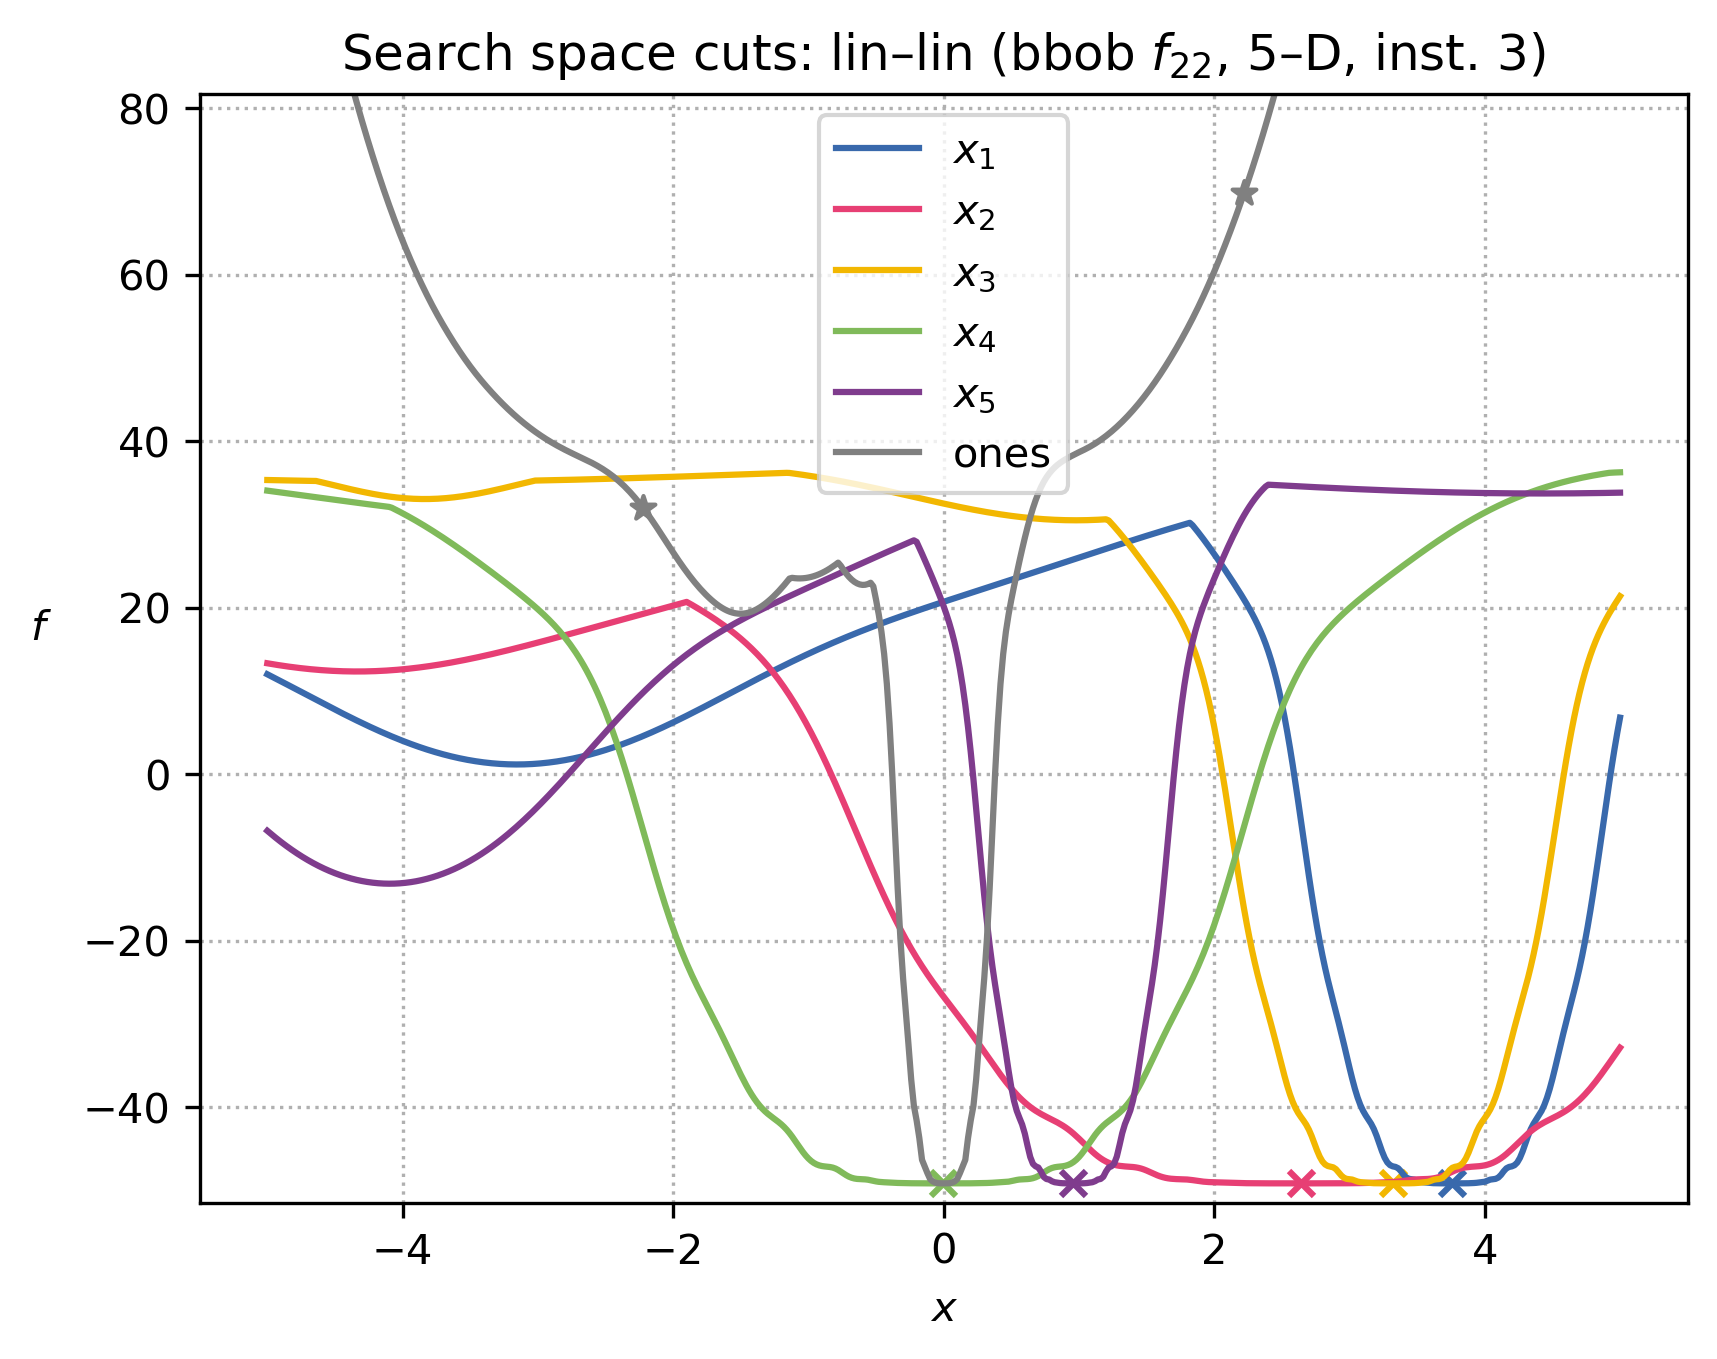 Search space cuts: lin–lin (bbob f₂₂, 5–D, inst. 3)
80
60
40
20
0
−20
−40
f
x₁
x₂
x₃
x₄
x₅
ones
−4
−2
0
2
4
x